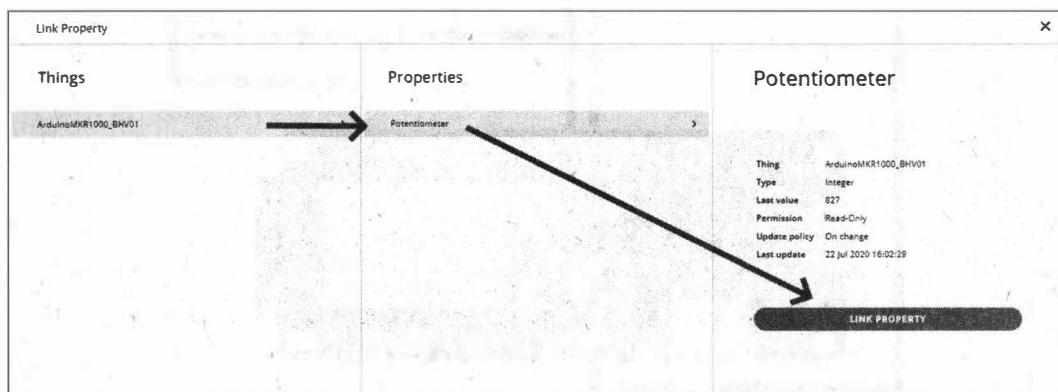 Link Property
×
Things
Properties
Potentiometer
ArduinoMKR1000_BHV01
Potentiometer
Thing ArduinoMKR1000_BHV01
Type Integer
Last value 827
Permission Read-Only
Update policy On change
Last update 22 Jul 2020 16:02:29
LINK PROPERTY